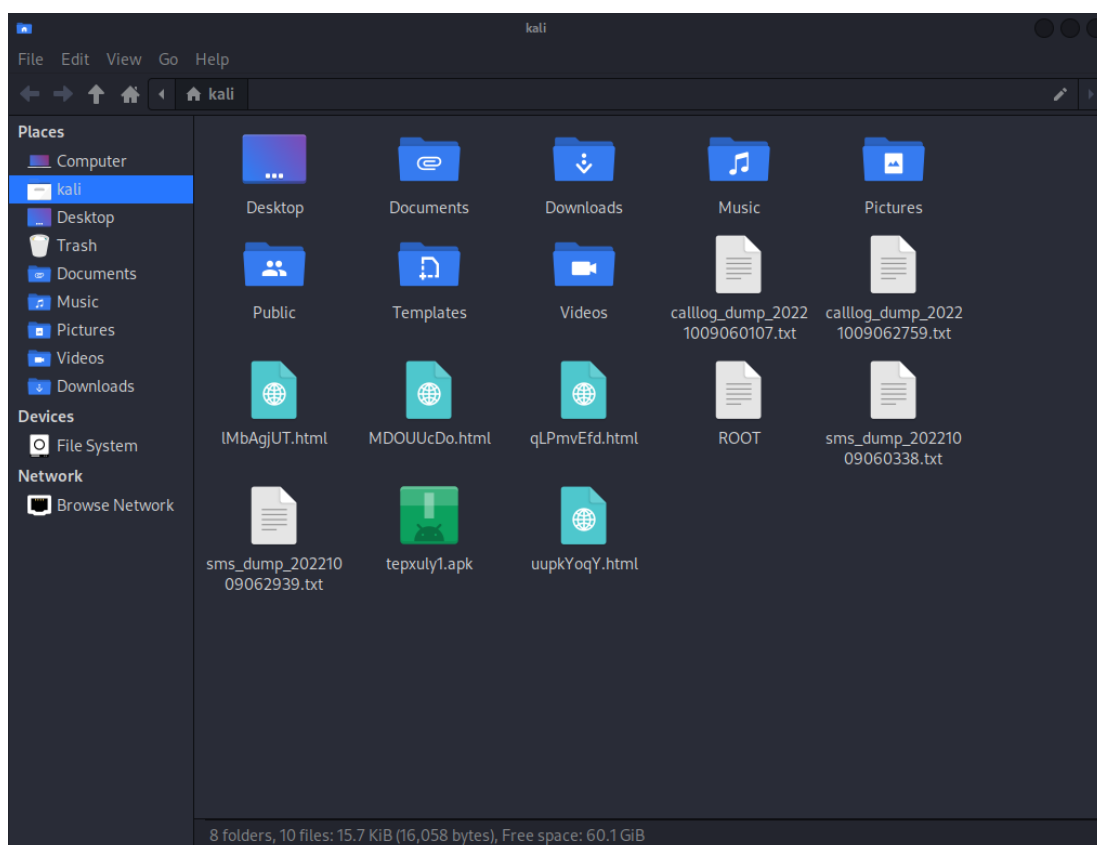 kali
File Edit View Go Help
kali
Places
Computer
kali
Desktop
Trash
Documents
Music
Pictures
Videos
Downloads
Devices
File System
Network
Browse Network
Desktop
Documents
Downloads
Music
Pictures
Public
Templates
Videos
calllog_dump_2022
1009060107.txt
calllog_dump_2022
1009062759.txt
lMbAgjUT.html
MDOUUcDo.html
qLPmvEfd.html
ROOT
sms_dump_202210
09060338.txt
sms_dump_202210
09062939.txt
tepxuly1.apk
uupkYoqY.html
8 folders, 10 files: 15.7 KiB (16,058 bytes), Free space: 60.1 GiB